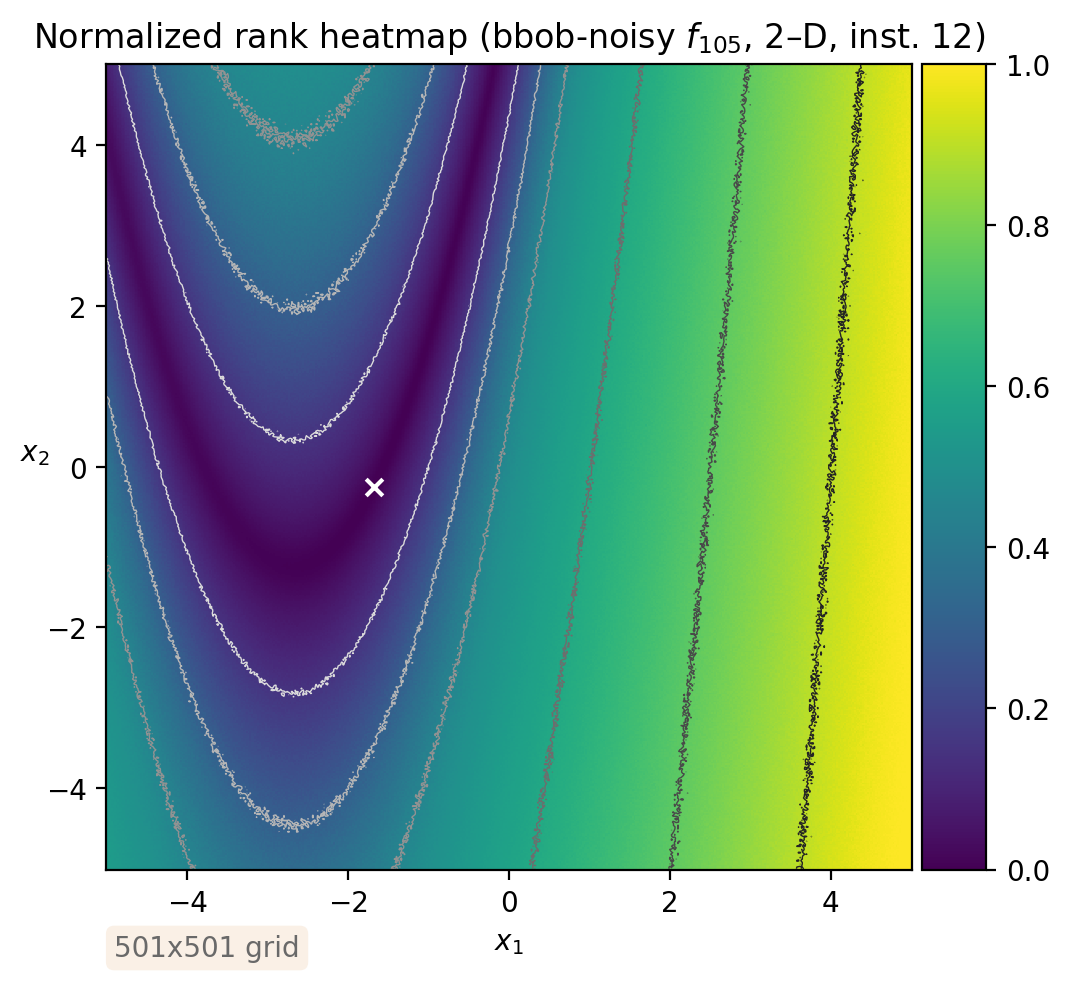 Normalized rank heatmap (bbob-noisy f₁₀₅, 2–D, inst. 12)
1.0
4
0.8
2
0.6
x₂
0
0.4
−2
0.2
−4
0.0
−4 −2 0 2 4
x₁
501x501 grid